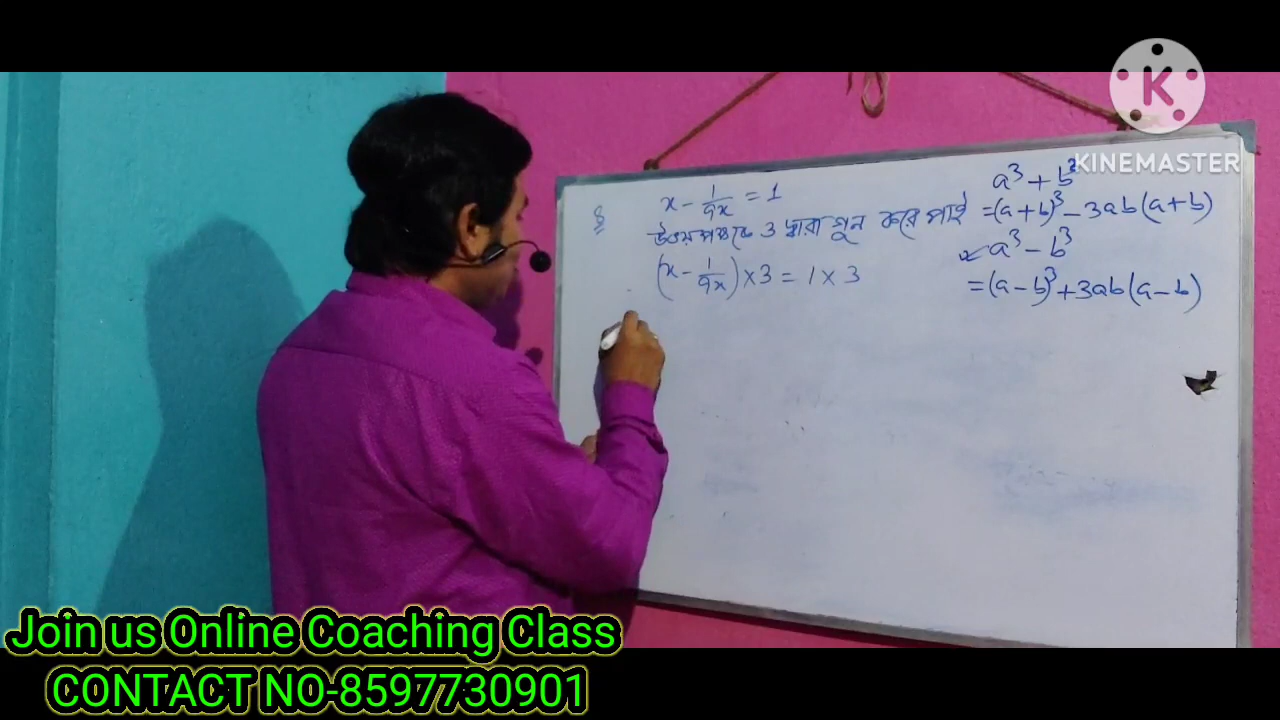 x - 1/9x = 1
উভয়পক্ষকে 3 দ্বারা গুন করে পাই
(x - 1/9x) × 3 = 1 × 3
a³ + b³
= (a + b)³ - 3ab(a + b)
a³ - b³
= (a - b)³ + 3ab(a - b)
KINEMASTER
Join us Online Coaching Class
CONTACT NO-8597730901